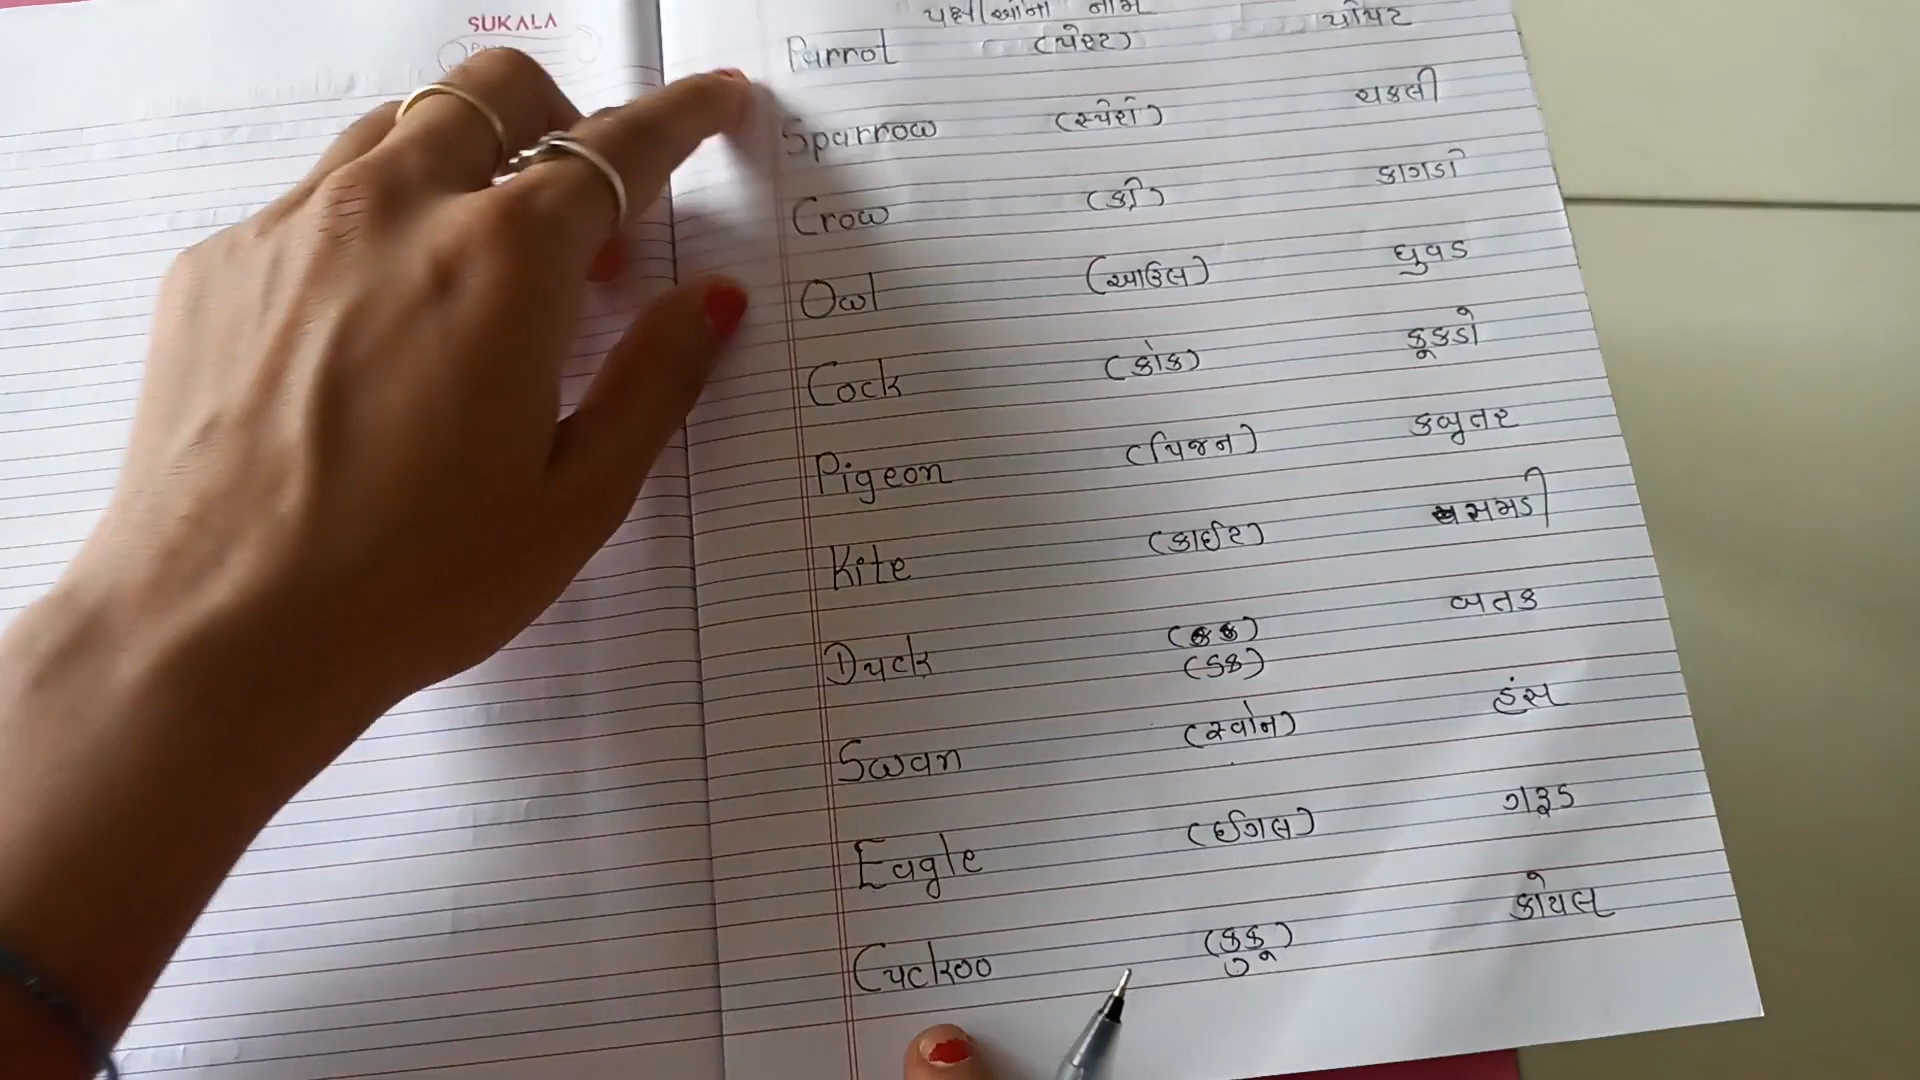 SUKALA
પક્ષીઓના નામ
Parrot (પેરટ) પોપટ
Sparrow (સ્પેરો) ચકલી
Crow (ક્રો) કાગડો
Owl (આઉલ) ઘુવડ
Cock (કોક) કૂકડો
Pigeon (પિજન) કબુતર
Kite (કાઈટ) સમડી
Duck બતક
(ડક)
Swan (સ્વોન) હંસ
Eagle (ઈગલ) ગરૂડ
Cuckoo (કુકૂ) કોયલ